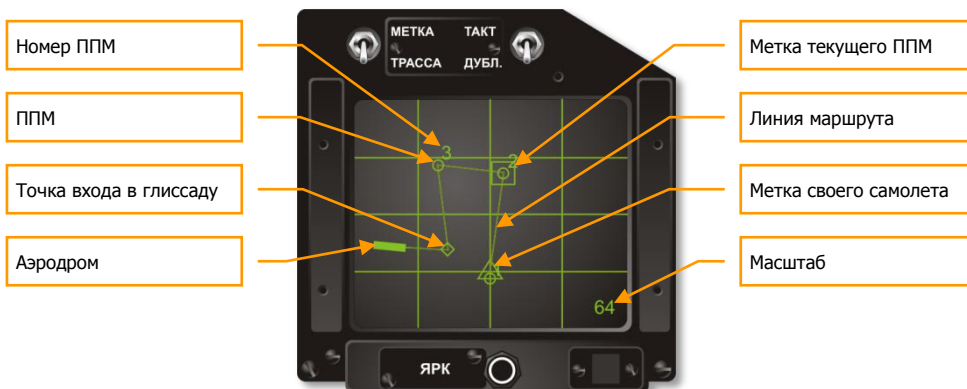 Номер ППМ
ППМ
Точка входа в глиссаду
Аэродром
МЕТКА ТАКТ
ТРАССА ДУБЛ.
3
2
64
ЯРК
Метка текущего ППМ
Линия маршрута
Метка своего самолета
Масштаб